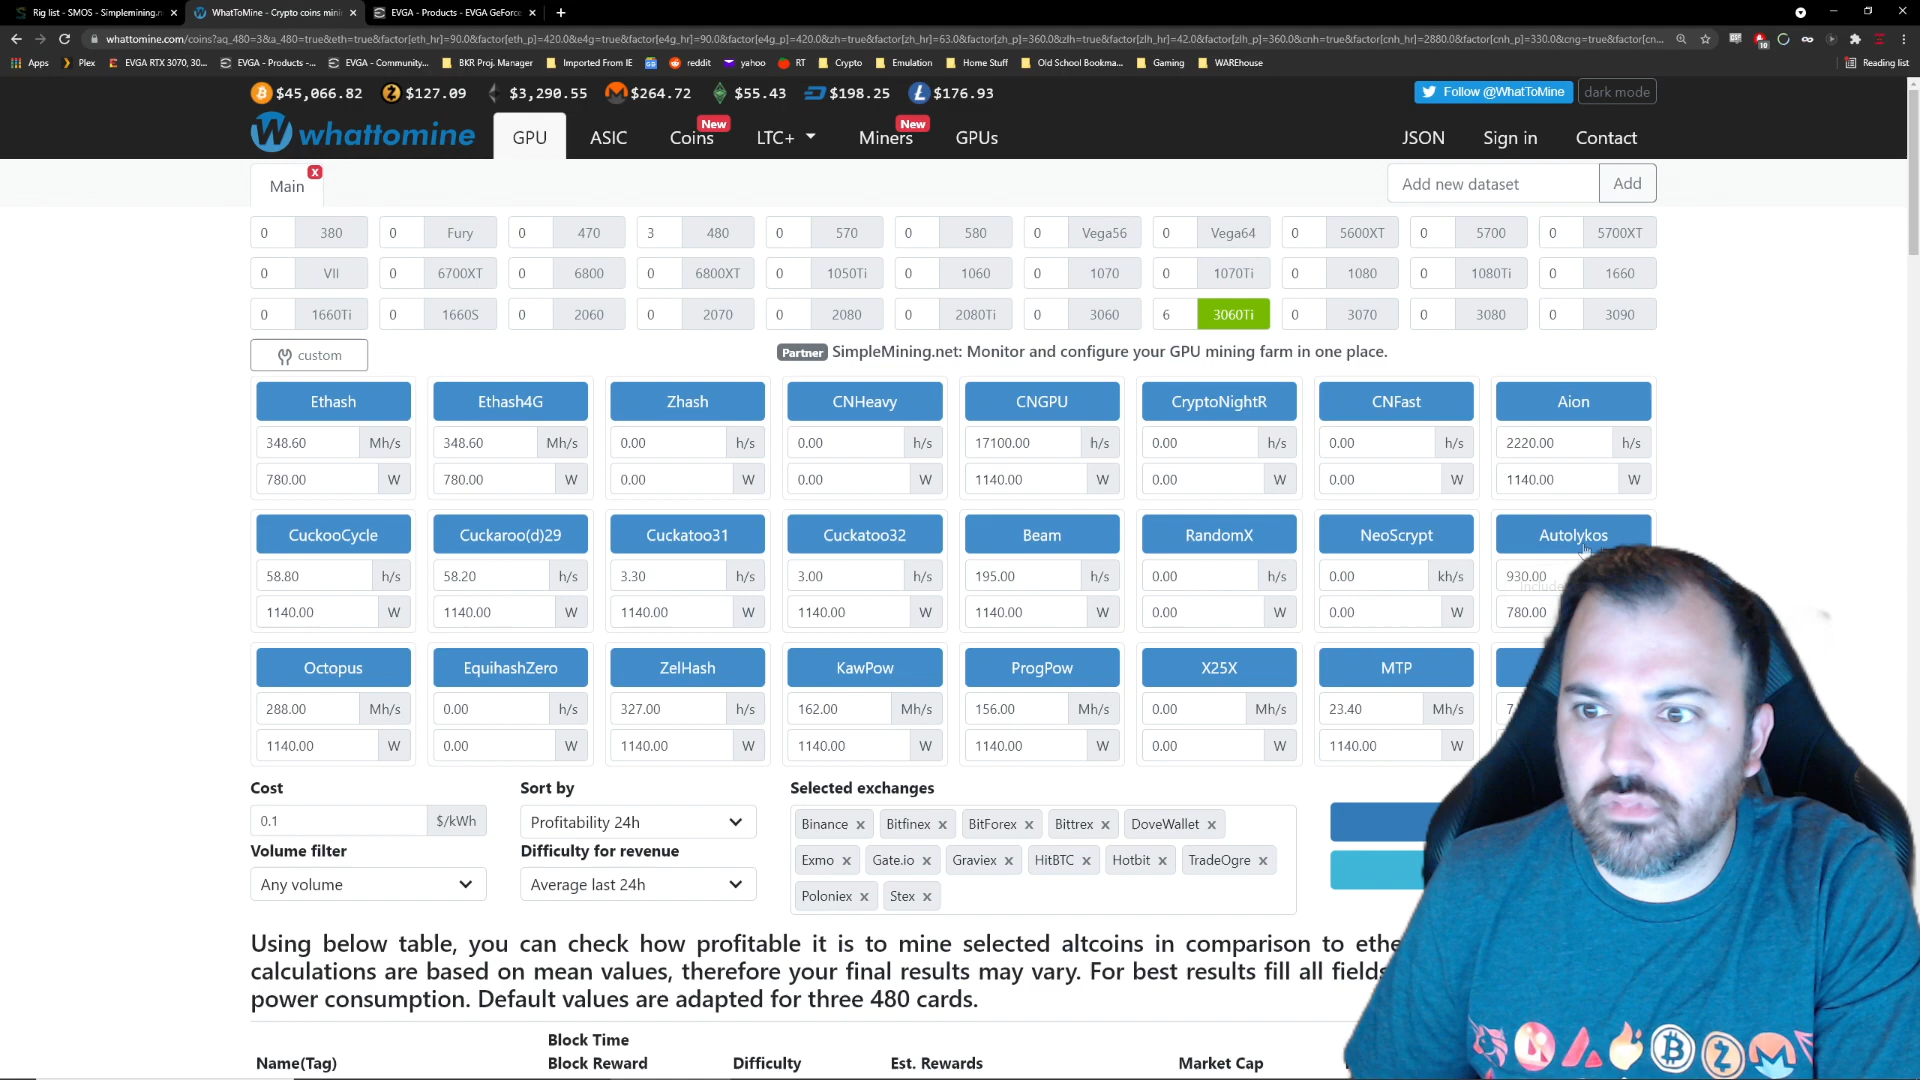 Rig list - SMOS - Simplemining.n
WhatToMine - Crypto coins mini
EVGA - Products - EVGA GeForce
whattomine.com/coins?aq_480=3&a_480=true&eth=true&factor[eth_hr]=90.0&factor[eth_p]=420.0&e4g=true&factor[e4g_hr]=90.0&factor[e4g_p]=420.0&zh=true&factor[zh_hr]=63.0&factor[zh_p]=360.0&zlh=true&factor[zlh_hr]=42.0&factor[zlh_p]=360.0&cnh=true&factor[cnh_hr]=2880.0&factor[cnh_p]=330.0&cng=true&factor[cn...
Apps Plex EVGA RTX 3070, 30... EVGA - Products -... EVGA - Community... BKR Proj. Manager Imported From IE reddit yahoo RT Crypto Emulation Home Stuff Old School Bookma... Gaming WAREhouse Reading list
$45,066.82 $127.09 $3,290.55 $264.72 $55.43 $198.25 $176.93 Follow @WhatToMine dark mode
whattomine GPU ASIC Coins New LTC+ Miners New GPUs JSON Sign in Contact
Main X Add new dataset Add
0 380 0 Fury 0 470 3 480 0 570 0 580 0 Vega56 0 Vega64 0 5600XT 0 5700 0 5700XT
0 VII 0 6700XT 0 6800 0 6800XT 0 1050Ti 0 1060 0 1070 0 1070Ti 0 1080 0 1080Ti 0 1660
0 1660Ti 0 1660S 0 2060 0 2070 0 2080 0 2080Ti 0 3060 6 3060Ti 0 3070 0 3080 0 3090
custom Partner SimpleMining.net: Monitor and configure your GPU mining farm in one place.
Ethash Ethash4G Zhash CNHeavy CNGPU CryptoNightR CNFast Aion
348.60 Mh/s 348.60 Mh/s 0.00 h/s 0.00 h/s 17100.00 h/s 0.00 h/s 0.00 h/s 2220.00 h/s
780.00 W 780.00 W 0.00 W 0.00 W 1140.00 W 0.00 W 0.00 W 1140.00 W
CuckooCycle Cuckaroo(d)29 Cuckatoo31 Cuckatoo32 Beam RandomX NeoScrypt Autolykos
58.80 h/s 58.20 h/s 3.30 h/s 3.00 h/s 195.00 h/s 0.00 h/s 0.00 kh/s 930.00
1140.00 W 1140.00 W 1140.00 W 1140.00 W 1140.00 W 0.00 W 0.00 W 780.00
Octopus EquihashZero ZelHash KawPow ProgPow X25X MTP
288.00 Mh/s 0.00 h/s 327.00 h/s 162.00 Mh/s 156.00 Mh/s 0.00 Mh/s 23.40 Mh/s
1140.00 W 0.00 W 1140.00 W 1140.00 W 1140.00 W 0.00 W 1140.00 W
Cost Sort by Selected exchanges
0.1 $/kWh Profitability 24h Binance Bitfinex BitForex Bittrex DoveWallet
Volume filter Difficulty for revenue Exmo Gate.io Graviex HitBTC Hotbit TradeOgre
Any volume Average last 24h Poloniex Stex
Using below table, you can check how profitable it is to mine selected altcoins in comparison to ethe
calculations are based on mean values, therefore your final results may vary. For best results fill all fields
power consumption. Default values are adapted for three 480 cards.
Block Time
Name(Tag) Block Reward Difficulty Est. Rewards Market Cap